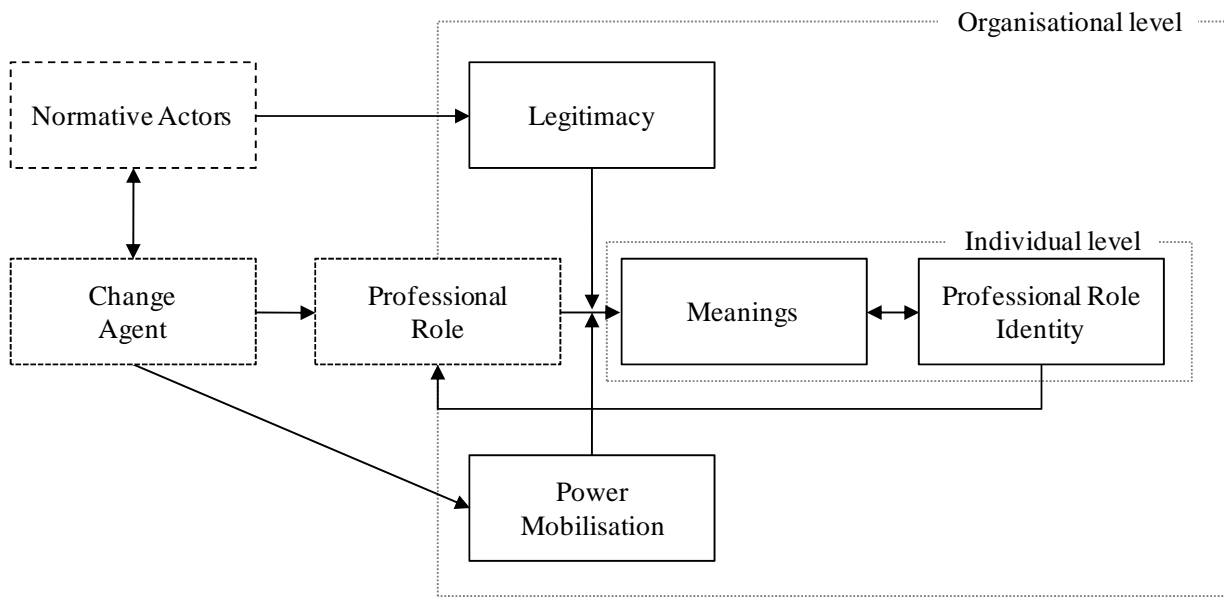 Organisational level
Normative Actors
Legitimacy
Individual level
Change
Agent
Professional
Role
Meanings
Professional Role
Identity
Power
Mobilisation